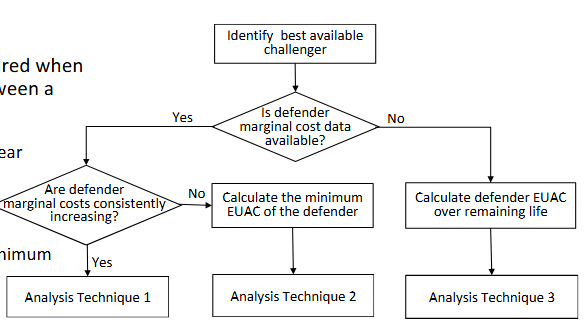 Identify best available
challenger
red when
ween a
Is defender
marginal cost data
available?
Yes
No
ear
Are defender
marginal costs consistently
increasing?
No
Calculate the minimum
EUAC of the defender
Calculate defender EUAC
over remaining life
nimum
Yes
Analysis Technique 1
Analysis Technique 2
Analysis Technique 3